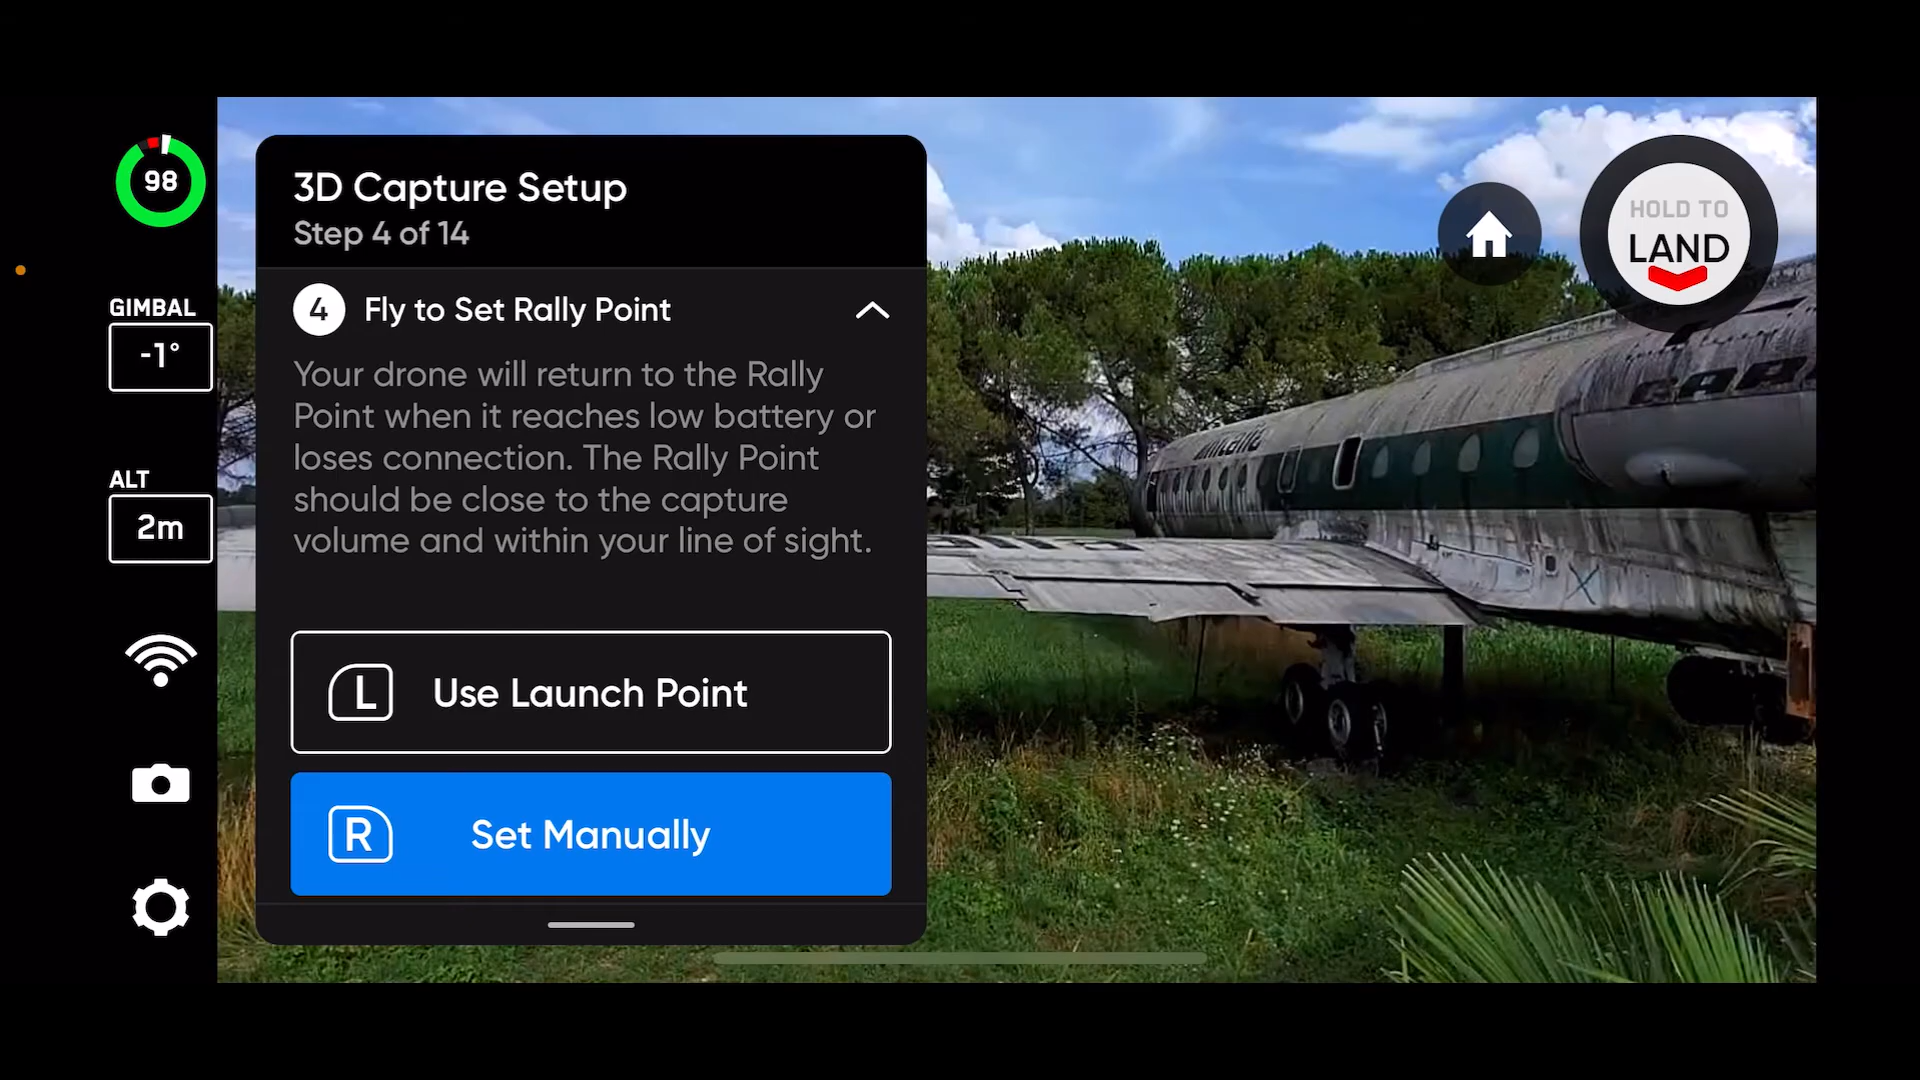 98
GIMBAL
-1°
ALT
2m
3D Capture Setup
Step 4 of 14
4 Fly to Set Rally Point
Your drone will return to the Rally
Point when it reaches low battery or
loses connection. The Rally Point
should be close to the capture
volume and within your line of sight.
L Use Launch Point
R Set Manually
HOLD TO
LAND